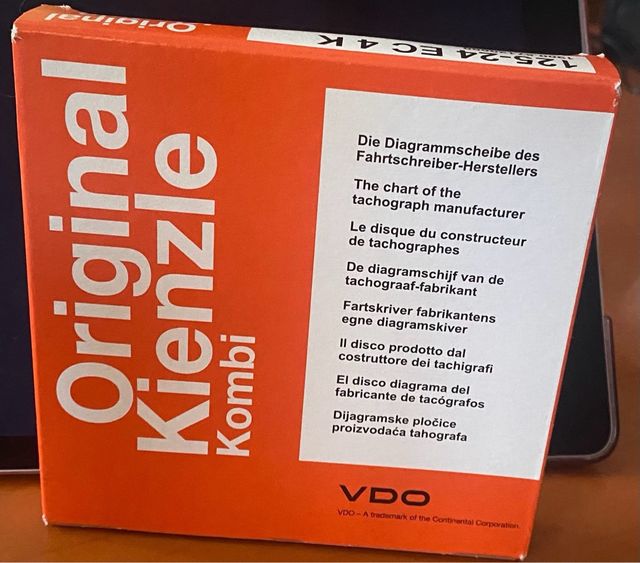 Original
125-24 EC 4 K
Original
Kienzle
Kombi
Die Diagrammscheibe des
Fahrtschreiber-Herstellers
The chart of the
tachograph manufacturer
Le disque du constructeur
de tachographes
De diagramschijf van de
tachograaf-fabrikant
Fartskriver fabrikantens
egne diagramskiver
Il disco prodotto dal
costruttore dei tachigrafi
El disco diagrama del
fabricante de tacógrafos
Dijagramske pločice
proizvodaća tahografa
VDO
VDO – A trademark of the Continental Corporation.